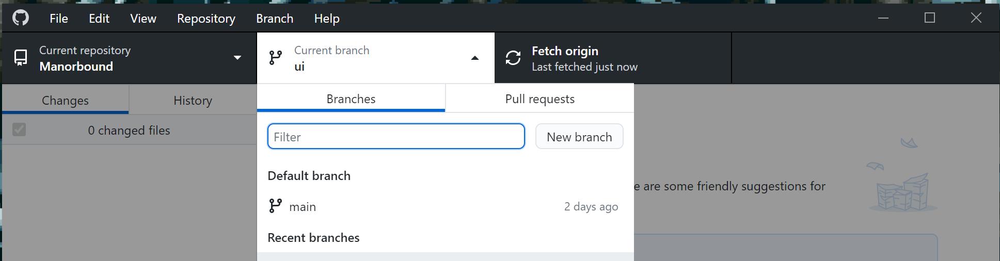 File Edit View Repository Branch Help
Current repository
Manorbound
Current branch
ui
Fetch origin
Last fetched just now
Changes
History
Branches
Pull requests
0 changed files
Filter
New branch
Default branch
main
2 days ago
Recent branches
e are some friendly suggestions for